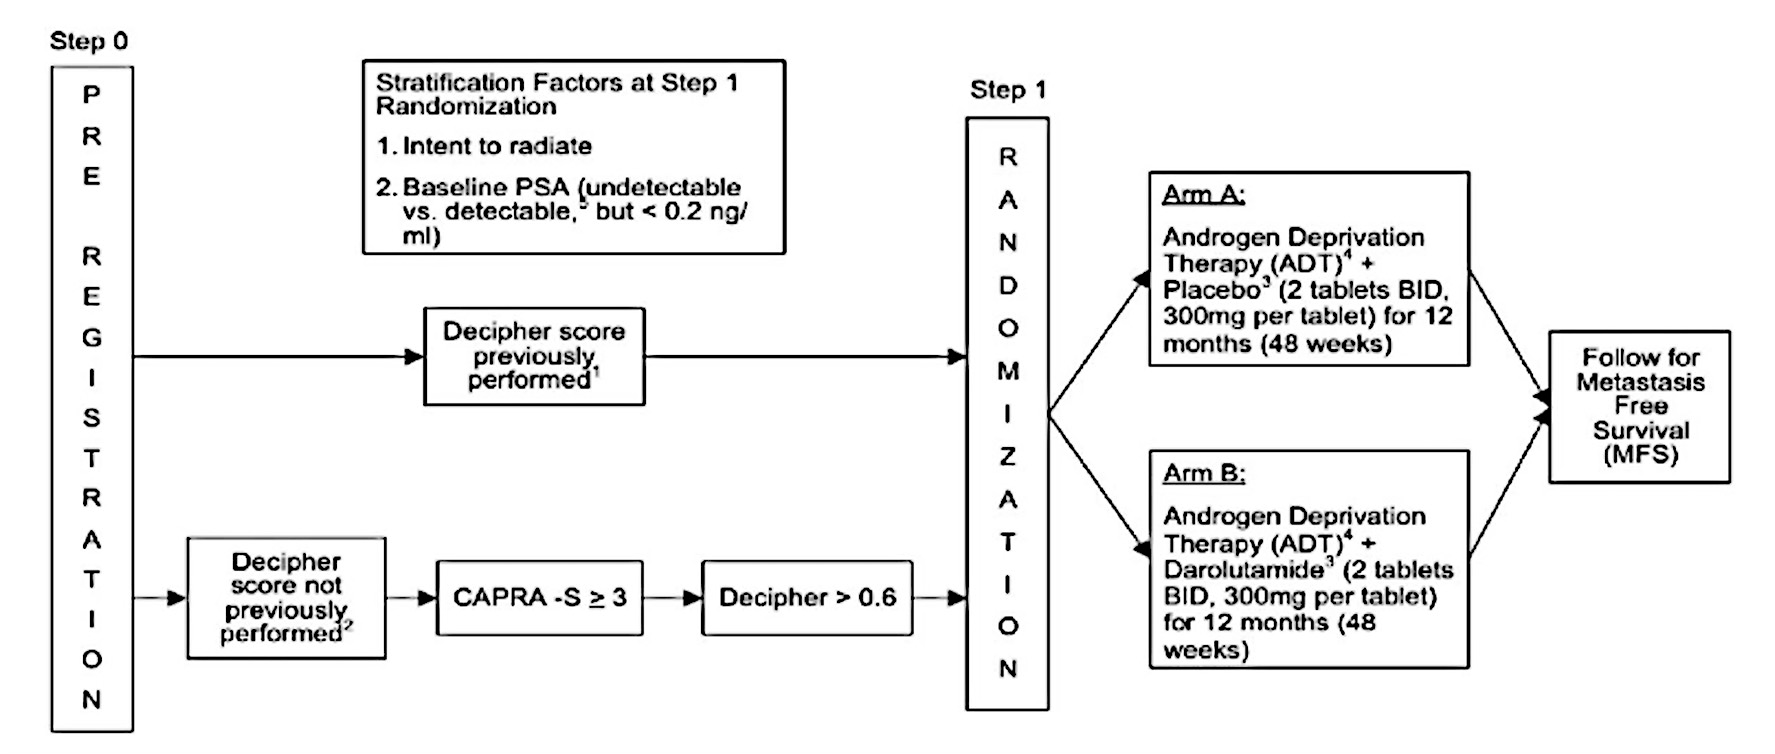 Step 0
PRE REGISTRATION
Stratification Factors at Step 1
Randomization
1. Intent to radiate
2. Baseline PSA (undetectable
vs. detectable,⁵ but < 0.2 ng/
ml)
Decipher score
previously
performed¹
Decipher
score not
previously
performed²
CAPRA -S ≥ 3
Decipher > 0.6
Step 1
RANDOMIZATION
Arm A:
Androgen Deprivation
Therapy (ADT)⁴ +
Placebo³ (2 tablets BID,
300mg per tablet) for 12
months (48 weeks)
Arm B:
Androgen Deprivation
Therapy (ADT)⁴ +
Darolutamide³ (2 tablets
BID, 300mg per tablet)
for 12 months (48
weeks)
Follow for
Metastasis
Free
Survival
(MFS)